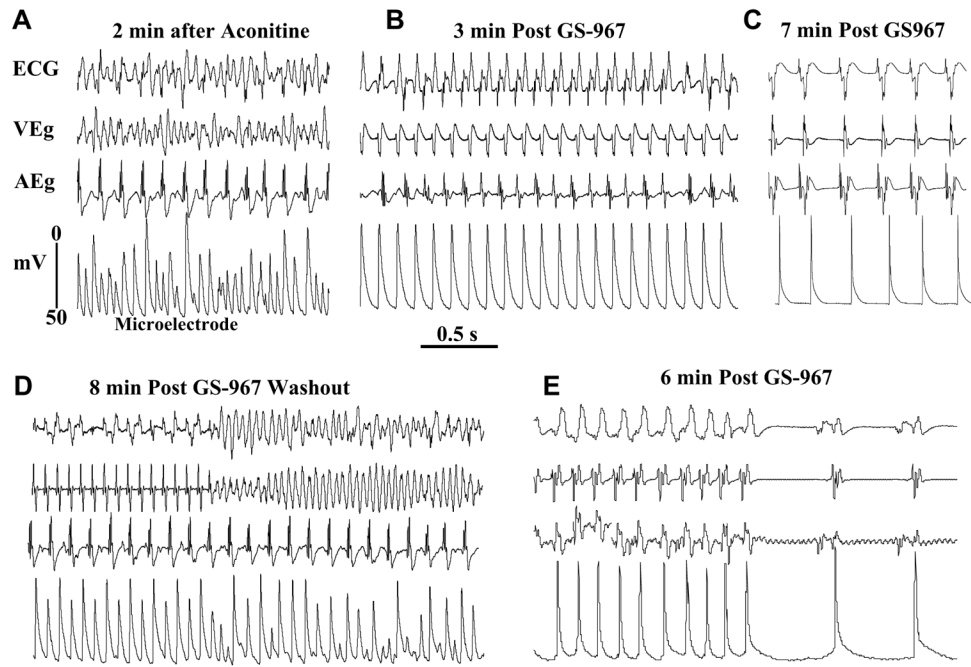 A
2 min after Aconitine
B
3 min Post GS-967
C
7 min Post GS967
ECG
VEg
AEg
0
mV
50
Microelectrode
0.5 s
D
8 min Post GS-967 Washout
E
6 min Post GS-967